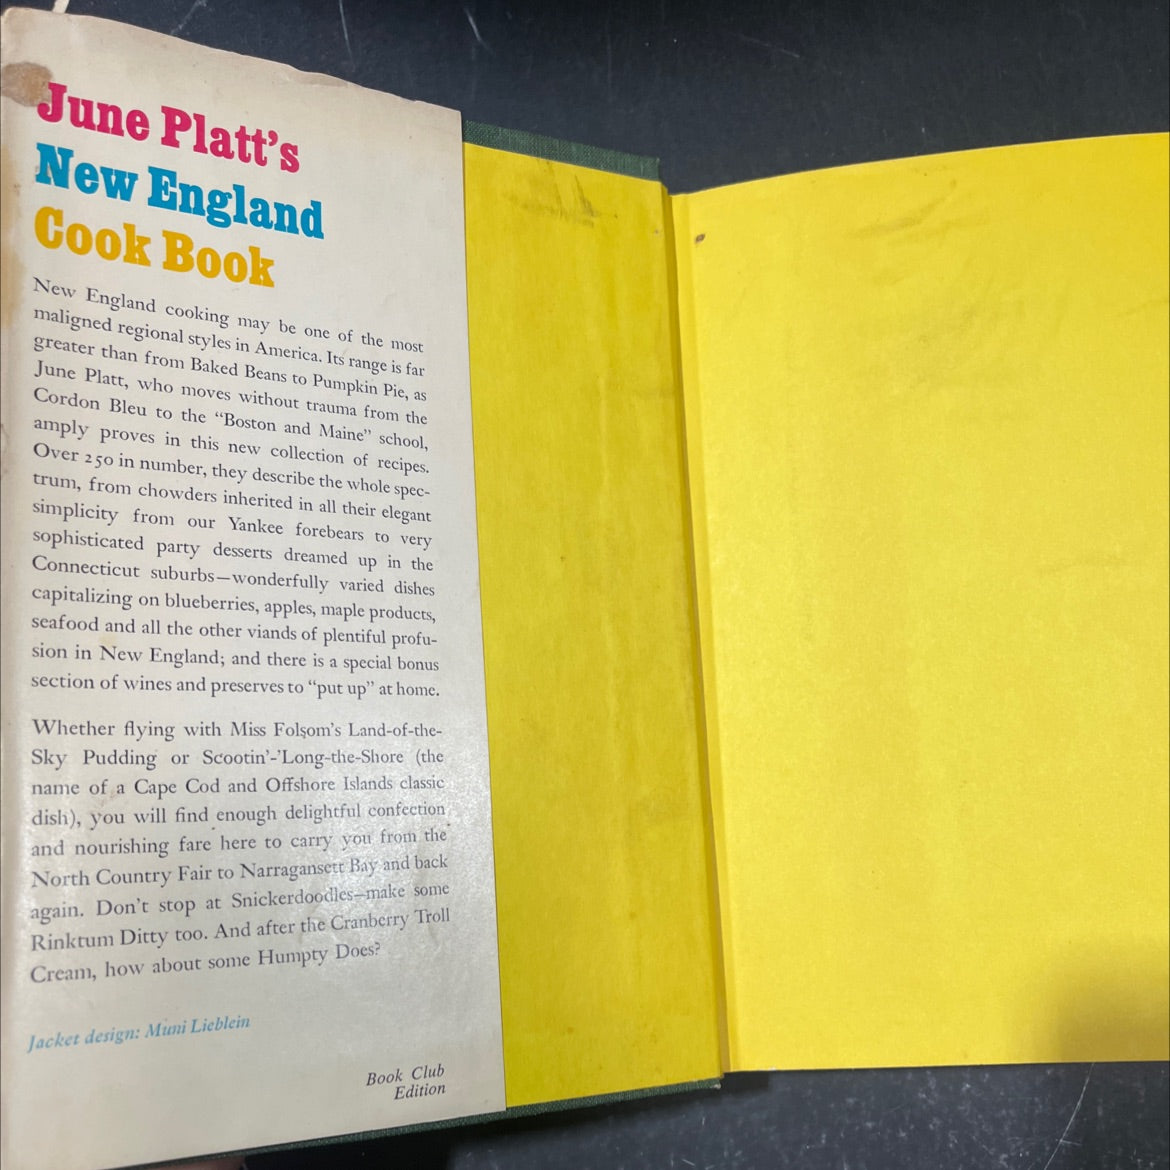 June Platt's
New England
Cook Book
New England cooking may be one of the most
maligned regional styles in America. Its range is far
greater than from Baked Beans to Pumpkin Pie, as
June Platt, who moves without trauma from the
Cordon Bleu to the “Boston and Maine” school,
amply proves in this new collection of recipes.
Over 250 in number, they describe the whole spec-
trum, from chowders inherited in all their elegant
simplicity from our Yankee forebears to very
sophisticated party desserts dreamed up in the
Connecticut suburbs—wonderfully varied dishes
capitalizing on blueberries, apples, maple products,
seafood and all the other viands of plentiful profu-
sion in New England; and there is a special bonus
section of wines and preserves to “put up” at home.
Whether flying with Miss Folsom's Land-of-the-
Sky Pudding or Scootin'-'Long-the-Shore (the
name of a Cape Cod and Offshore Islands classic
dish), you will find enough delightful confection
and nourishing fare here to carry you from the
North Country Fair to Narragansett Bay and back
again. Don't stop at Snickerdoodles—make some
Rinktum Ditty too. And after the Cranberry Troll
Cream, how about some Humpty Does?
Jacket design: Muni Lieblein
Book Club
Edition